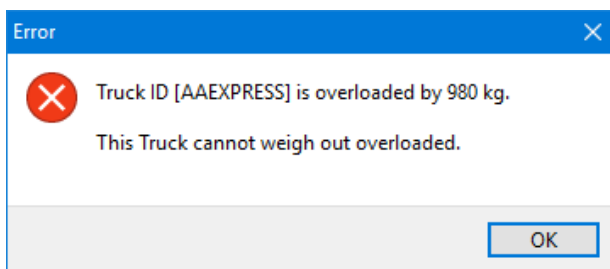 Error
Truck ID [AAEXPRESS] is overloaded by 980 kg.
This Truck cannot weigh out overloaded.
OK